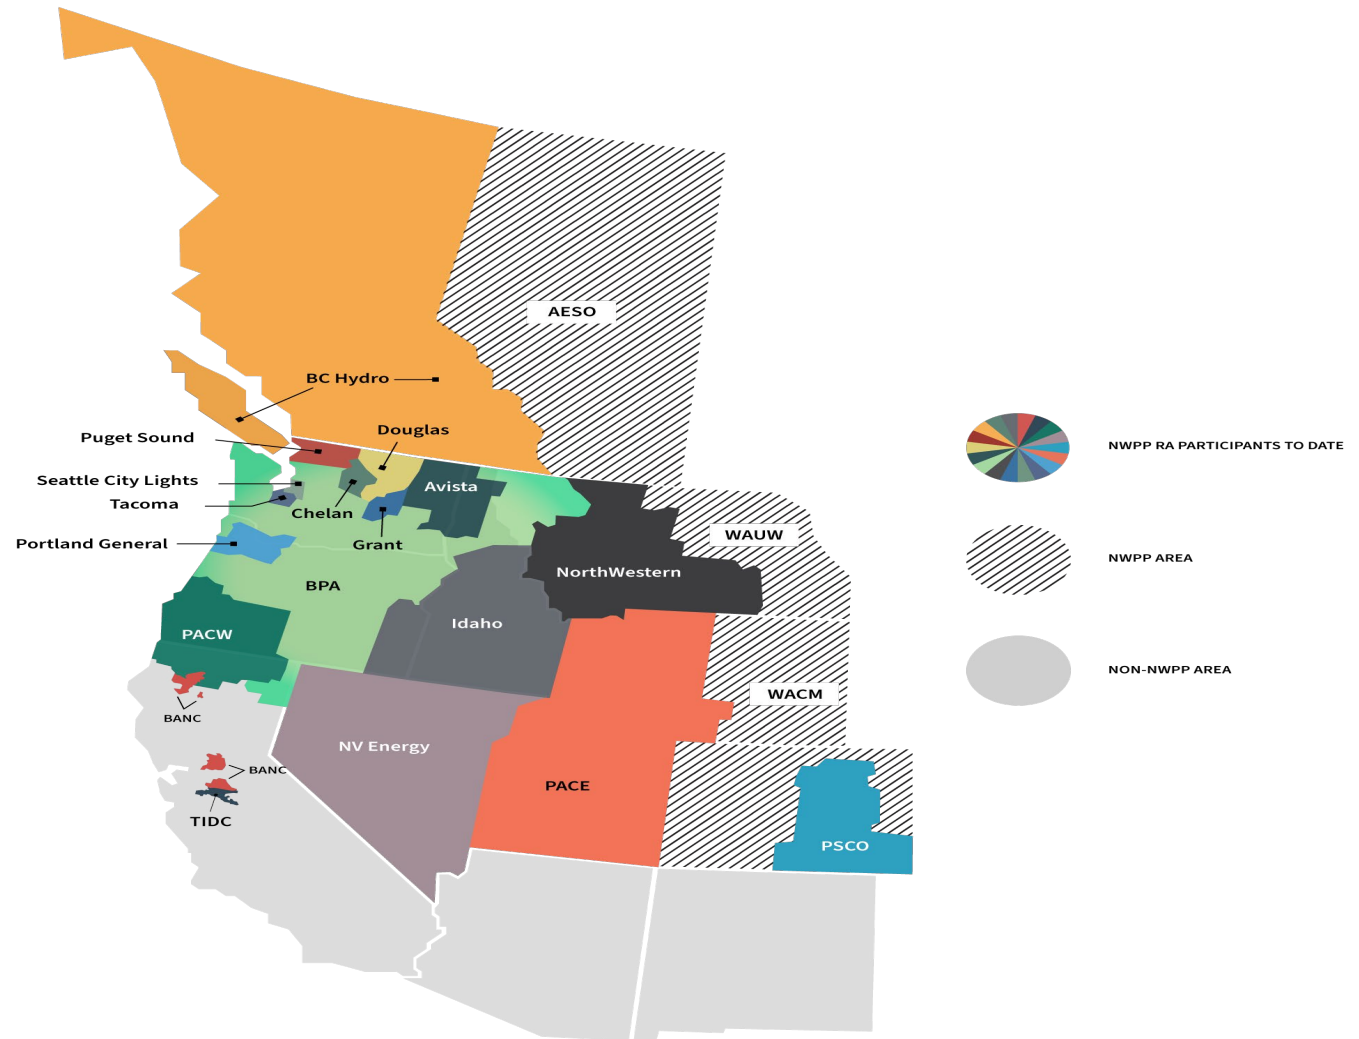 AESO
BC Hydro
Douglas
Puget Sound
Seattle City Lights
Avista
Tacoma
Chelan
Portland General
Grant
WAUW
NorthWestern
BPA
Idaho
PACW
WACM
BANC
NV Energy
BANC
PACE
TIDC
PSCO
NWPP RA PARTICIPANTS TO DATE
NWPP AREA
NON-NWPP AREA